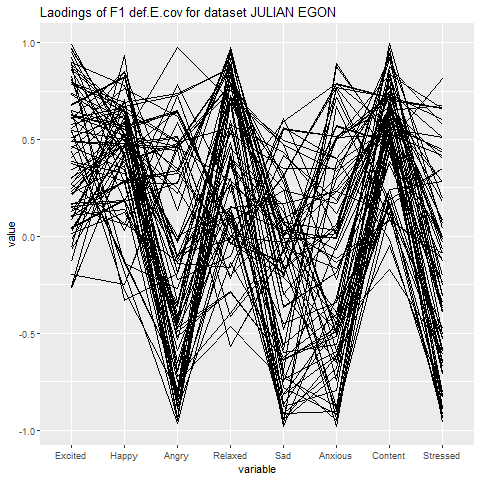 Laodings of F1 def.E.cov for dataset JULIAN EGON
1.0
0.5
0.0
-0.5
-1.0
value
Excited Happy Angry Relaxed Sad Anxious Content Stressed
variable